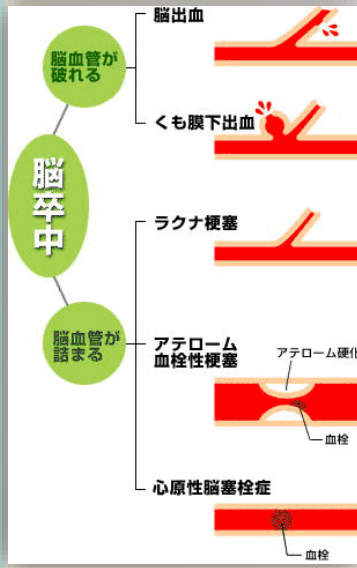 脳出血
脳血管が
破れる
くも膜下出血
脳卒中
ラクナ梗塞
脳血管が
詰まる
アテローム
血栓性梗塞
アテローム硬化
血栓
心原性脳塞栓症
血栓